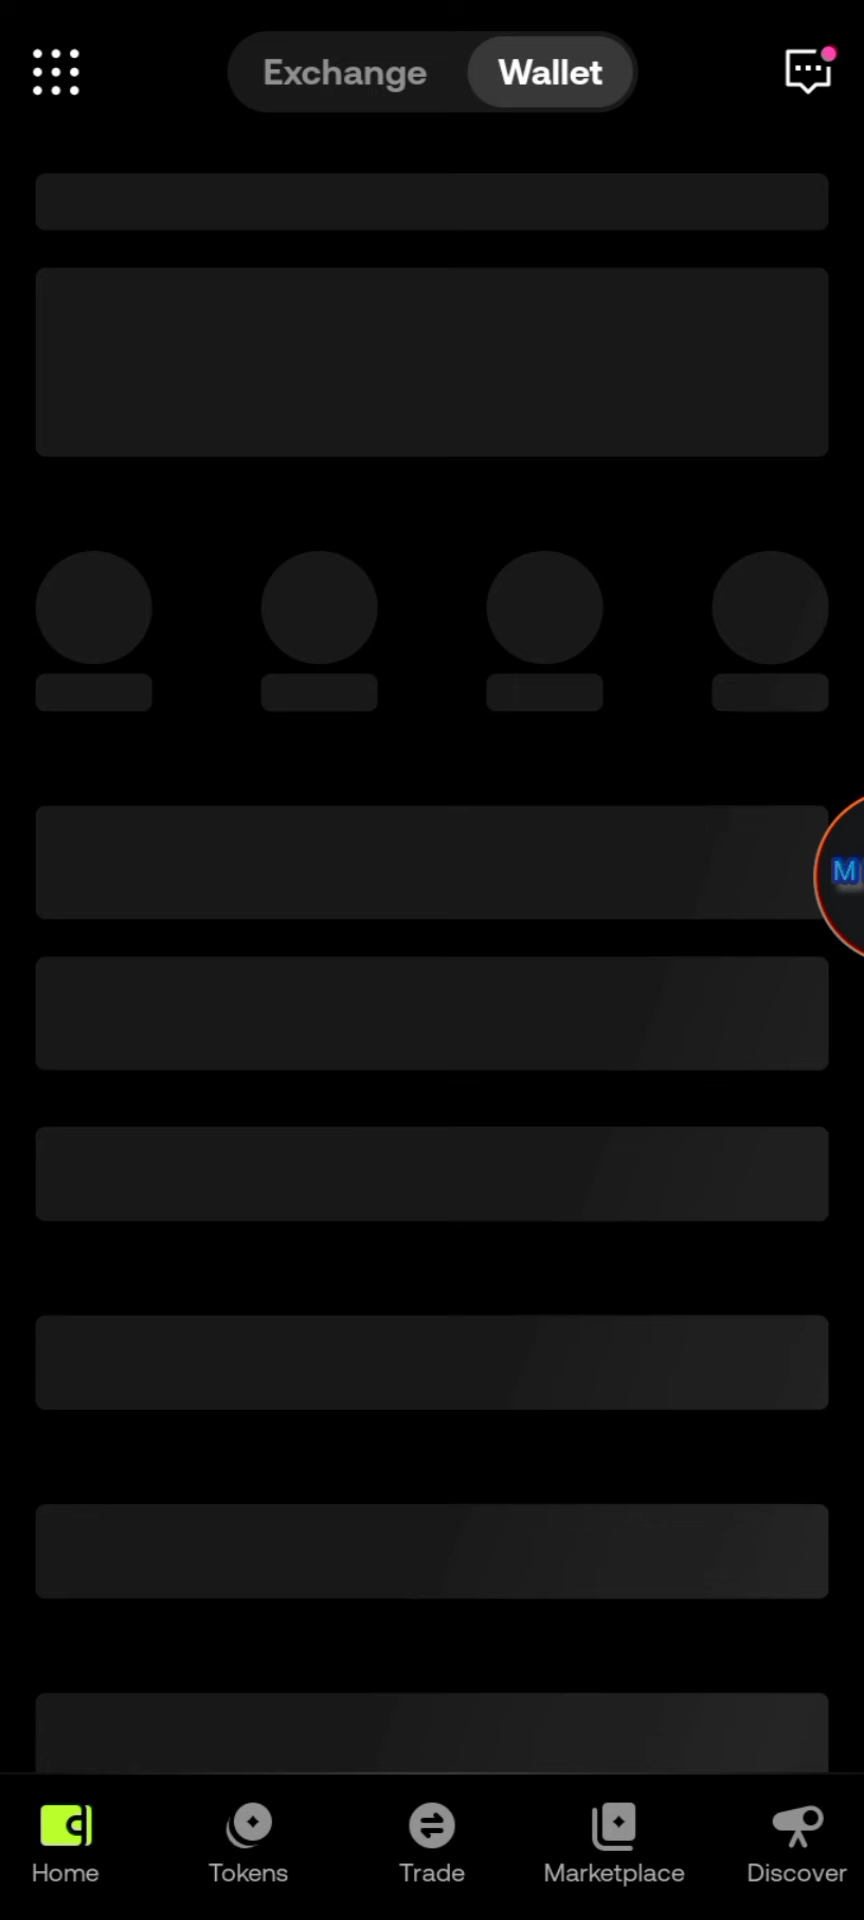 Exchange
Wallet
M
Home
Tokens
Trade
Marketplace
Discover